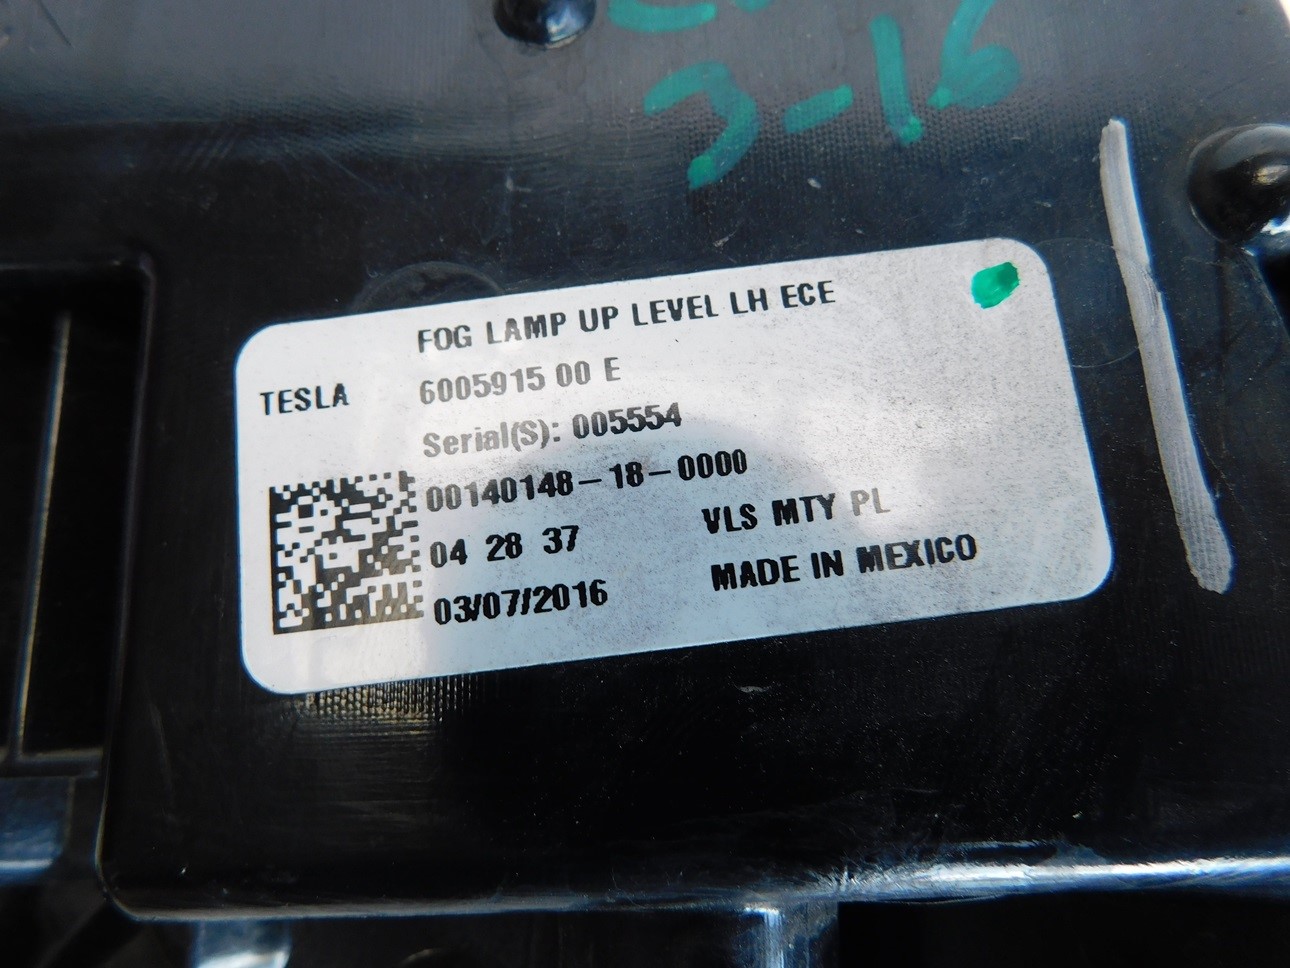 3-16
FOG LAMP UP LEVEL LH ECE
TESLA
6005915 00 E
Serial(S): 005554
00140148-18-0000
04 28 37
VLS MTY PL
03/07/2016
MADE IN MEXICO